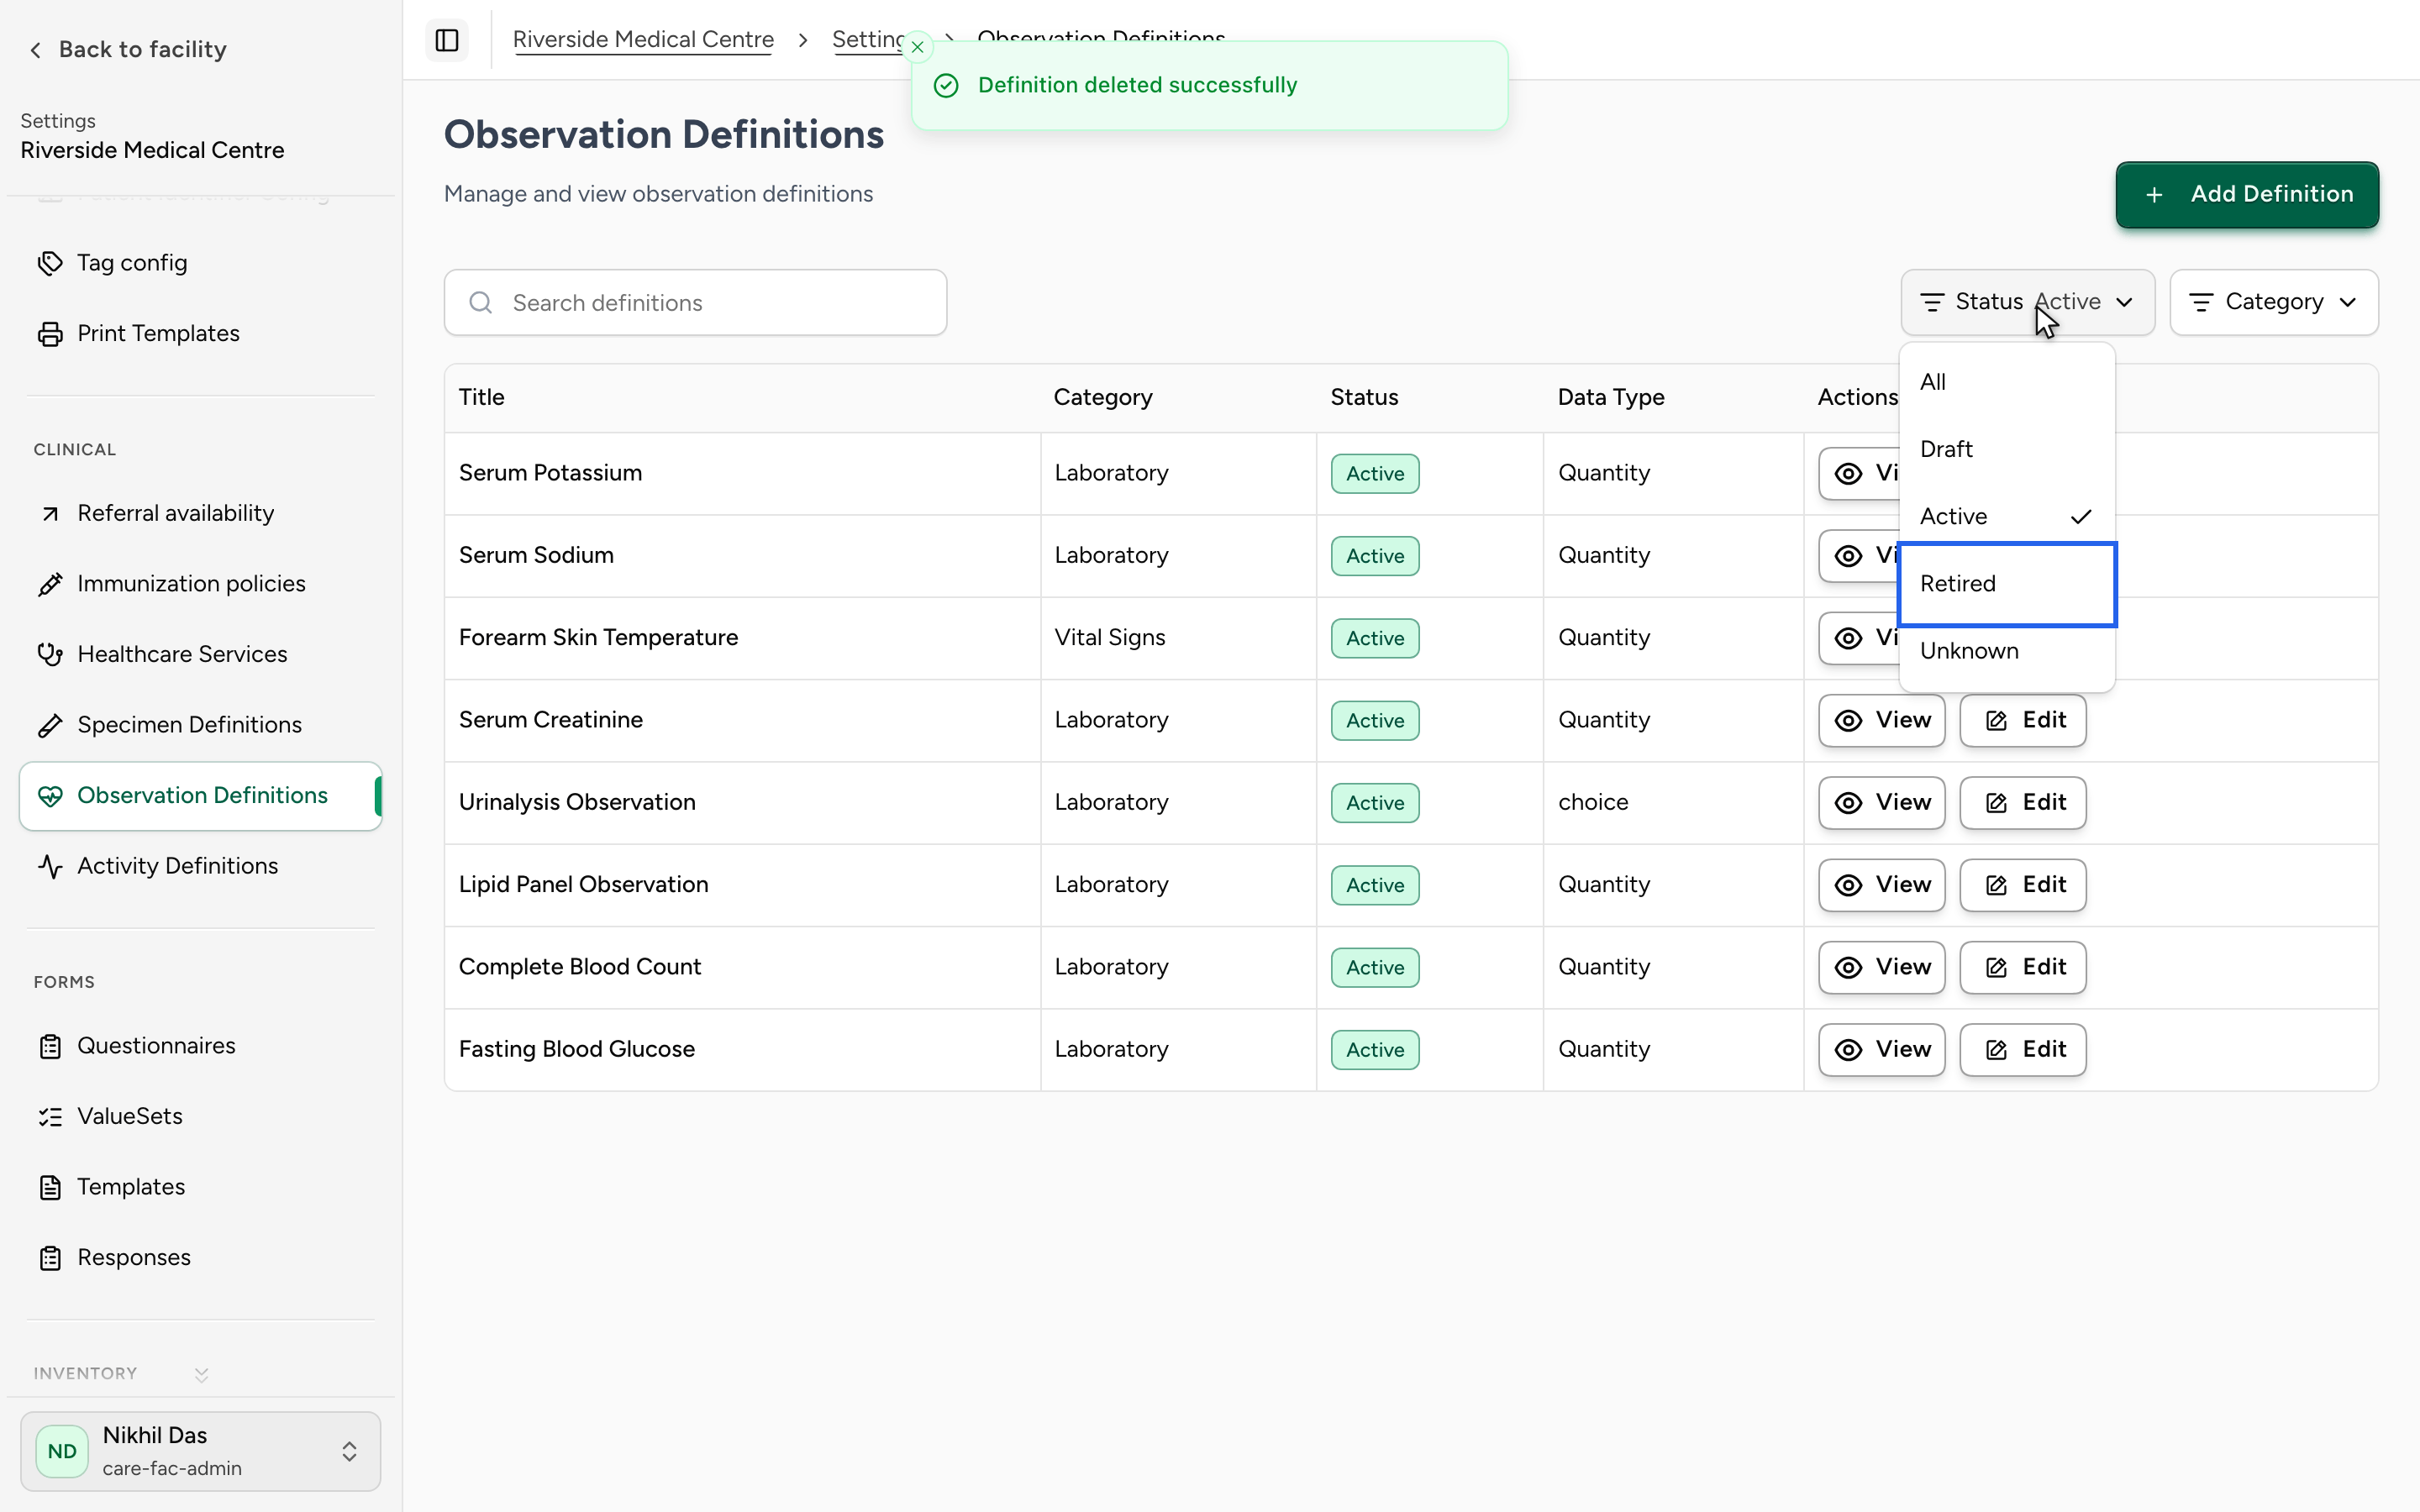 Back to facility
Settings
Riverside Medical Centre
Tag config
Print Templates
CLINICAL
Referral availability
Immunization policies
Healthcare Services
Specimen Definitions
Observation Definitions
Activity Definitions
FORMS
Questionnaires
ValueSets
Templates
Responses
INVENTORY
ND
Nikhil Das
care-fac-admin
Riverside Medical Centre
Observation Definitions
Definition deleted successfully
Observation Definitions
Manage and view observation definitions
Add Definition
Search definitions
Status Active
Category
All
Draft
Active
Retired
Unknown
Title Category Status Data Type Actions
Serum Potassium Laboratory Active Quantity
Serum Sodium Laboratory Active Quantity
Forearm Skin Temperature Vital Signs Active Quantity
Serum Creatinine Laboratory Active Quantity View Edit
Urinalysis Observation Laboratory Active choice View Edit
Lipid Panel Observation Laboratory Active Quantity View Edit
Complete Blood Count Laboratory Active Quantity View Edit
Fasting Blood Glucose Laboratory Active Quantity View Edit